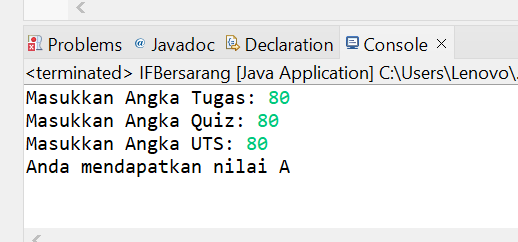 Problems @ Javadoc Declaration Console
<terminated> IFBersarang [Java Application] C:\Users\Lenovo\.
Masukkan Angka Tugas: 80
Masukkan Angka Quiz: 80
Masukkan Angka UTS: 80
Anda mendapatkan nilai A